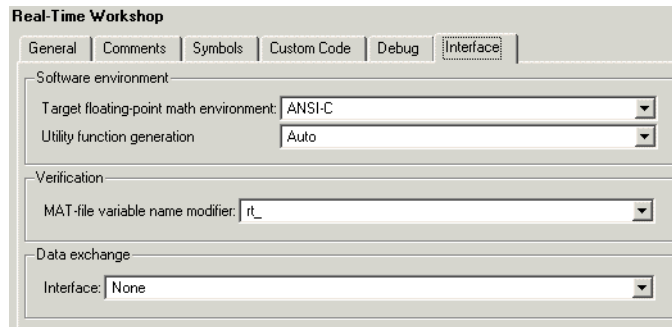 Real-Time Workshop
General Comments Symbols Custom Code Debug Interface
Software environment
Target floating-point math environment: ANSI-C
Utility function generation Auto
Verification
MAT-file variable name modifier: rt_
Data exchange
Interface: None